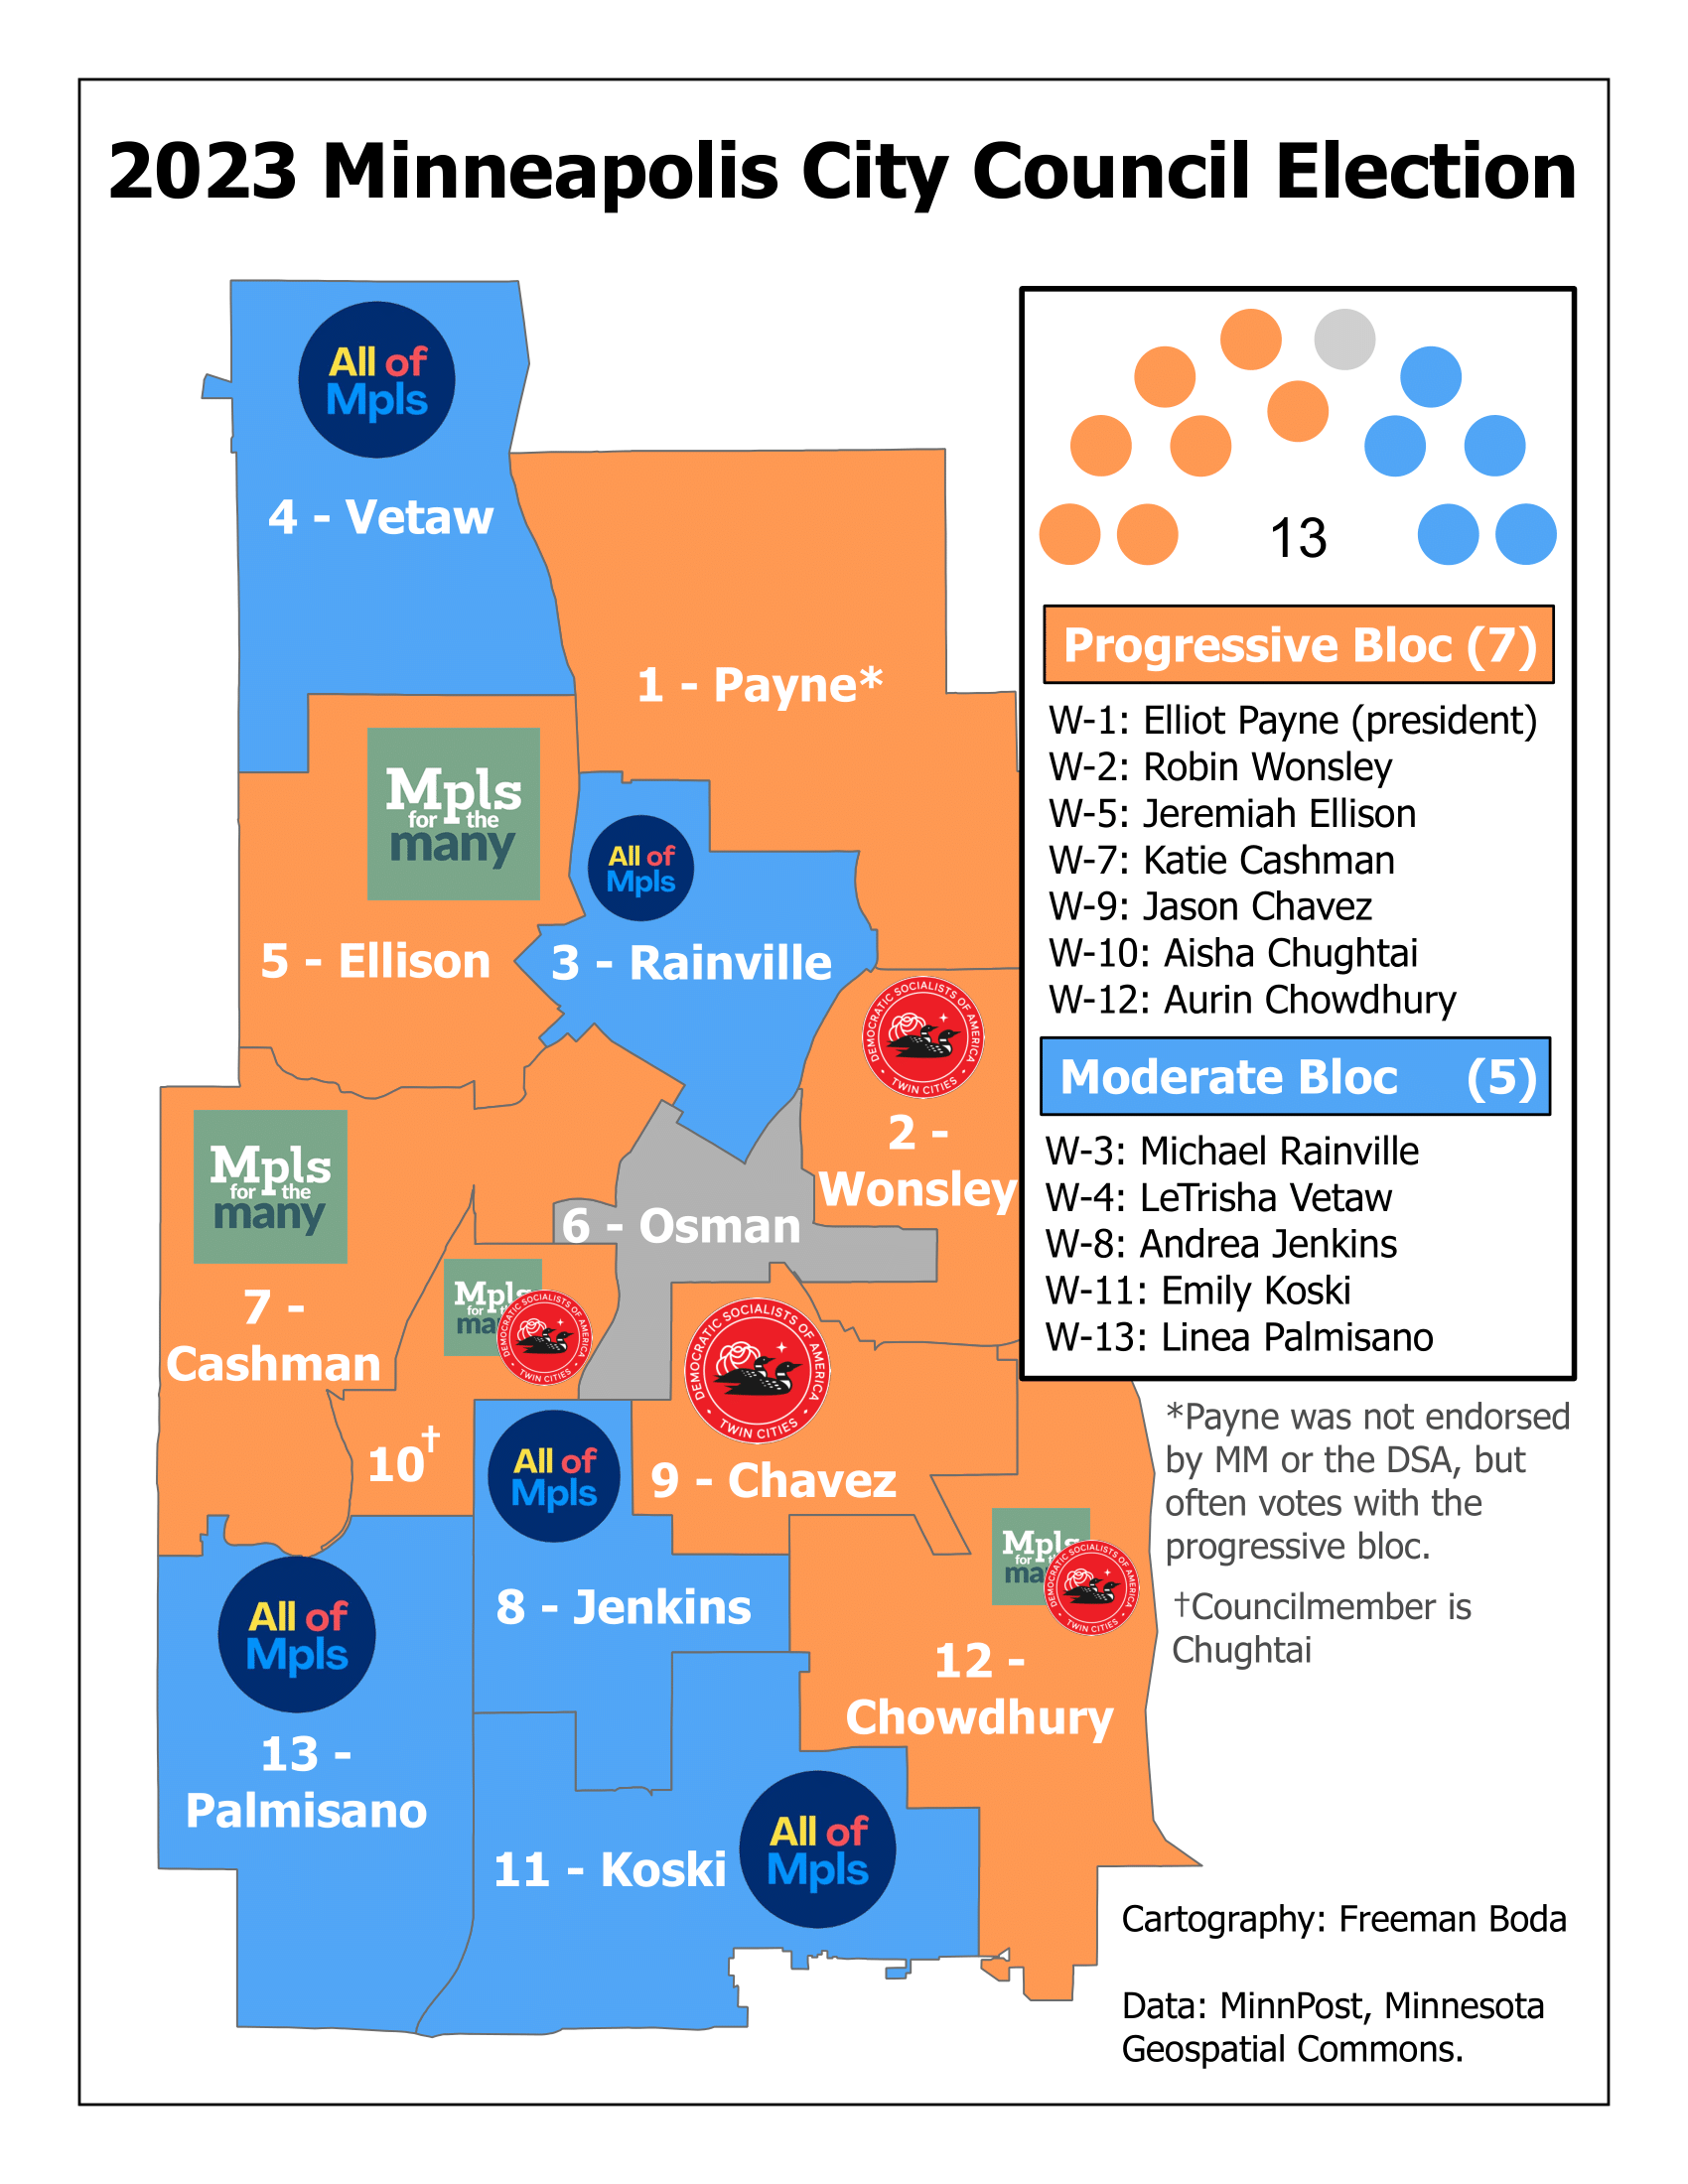 2023 Minneapolis City Council Election
All of
Mpls
4 - Vetaw
1 - Payne*
Mpls
for the
many
5 - Ellison
All of
Mpls
3 - Rainville
DEMOCRATIC SOCIALISTS OF AMERICA
• TWIN CITIES •
2 -
Wonsley
Mpls
for the
many
7 -
Cashman
6 - Osman
Mpls
for t
ma
DEMOCRATIC SOCIALISTS OF AMERICA
• TWIN CITIES •
10†
DEMOCRATIC SOCIALISTS OF AMERICA
• TWIN CITIES •
9 - Chavez
All of
Mpls
8 - Jenkins
Mpls
for
ma
DEMOCRATIC SOCIALISTS OF AMERICA
• TWIN CITIES •
12 -
Chowdhury
All of
Mpls
13 -
Palmisano
11 - Koski
All of
Mpls
13
Progressive Bloc (7)
W-1: Elliot Payne (president)
W-2: Robin Wonsley
W-5: Jeremiah Ellison
W-7: Katie Cashman
W-9: Jason Chavez
W-10: Aisha Chughtai
W-12: Aurin Chowdhury
Moderate Bloc (5)
W-3: Michael Rainville
W-4: LeTrisha Vetaw
W-8: Andrea Jenkins
W-11: Emily Koski
W-13: Linea Palmisano
*Payne was not endorsed
by MM or the DSA, but
often votes with the
progressive bloc.
†Councilmember is
Chughtai
Cartography: Freeman Boda
Data: MinnPost, Minnesota
Geospatial Commons.